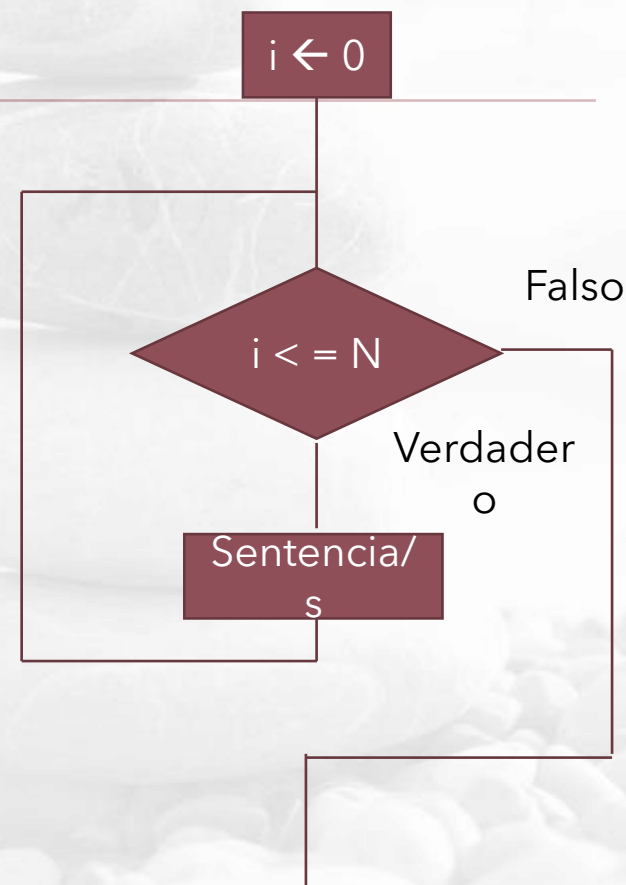 i ← 0
Falso
i < = N
Verdader
o
Sentencia/
s